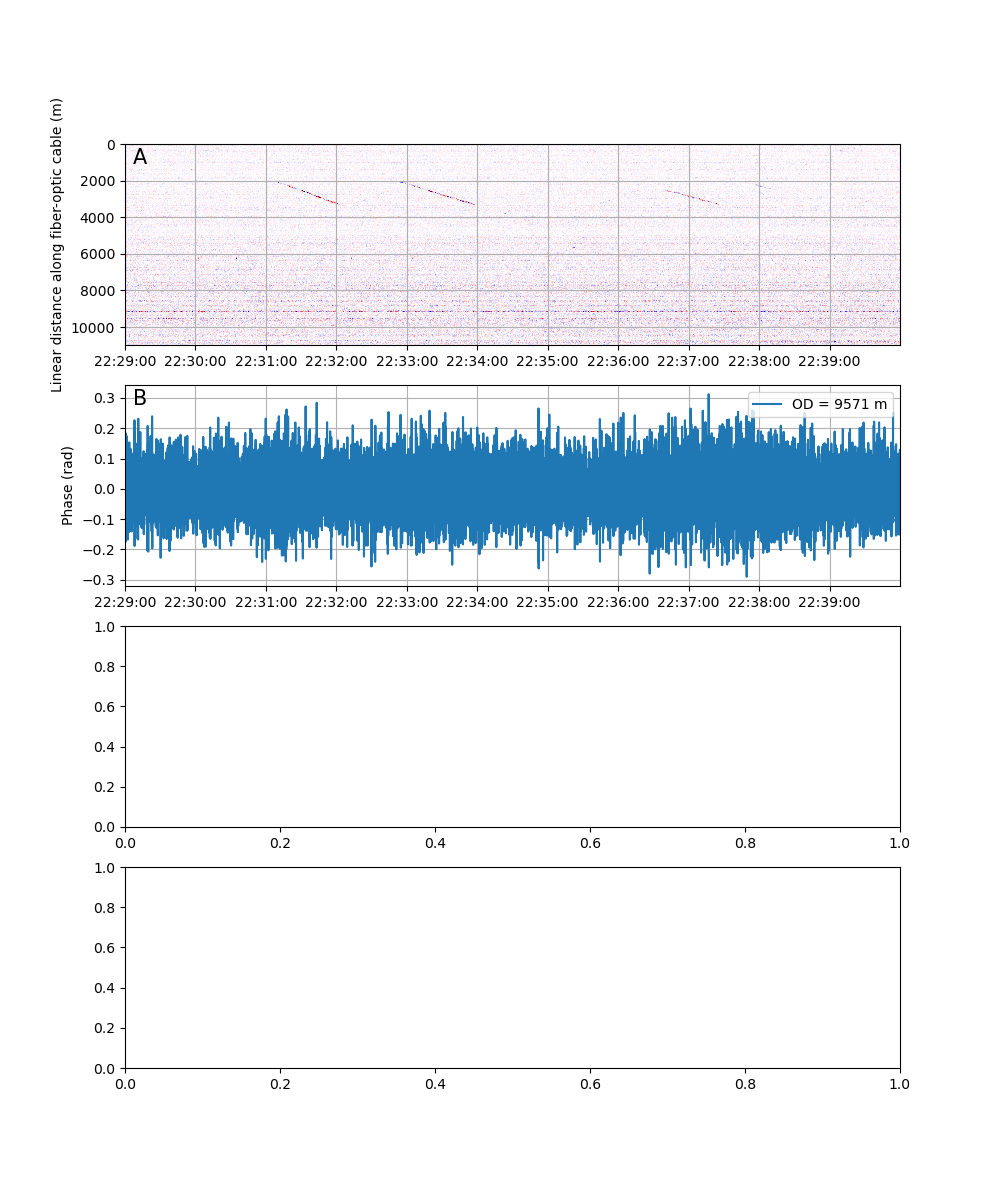 Linear distance along fiber-optic cable (m)
A
0
2000
4000
6000
8000
10000
22:29:00 22:30:00 22:31:00 22:32:00 22:33:00 22:34:00 22:35:00 22:36:00 22:37:00 22:38:00 22:39:00
Phase (rad)
B
OD = 9571 m
0.3
0.2
0.1
0.0
−0.1
−0.2
−0.3
22:29:00 22:30:00 22:31:00 22:32:00 22:33:00 22:34:00 22:35:00 22:36:00 22:37:00 22:38:00 22:39:00
1.0
0.8
0.6
0.4
0.2
0.0
0.0 0.2 0.4 0.6 0.8 1.0
1.0
0.8
0.6
0.4
0.2
0.0
0.0 0.2 0.4 0.6 0.8 1.0